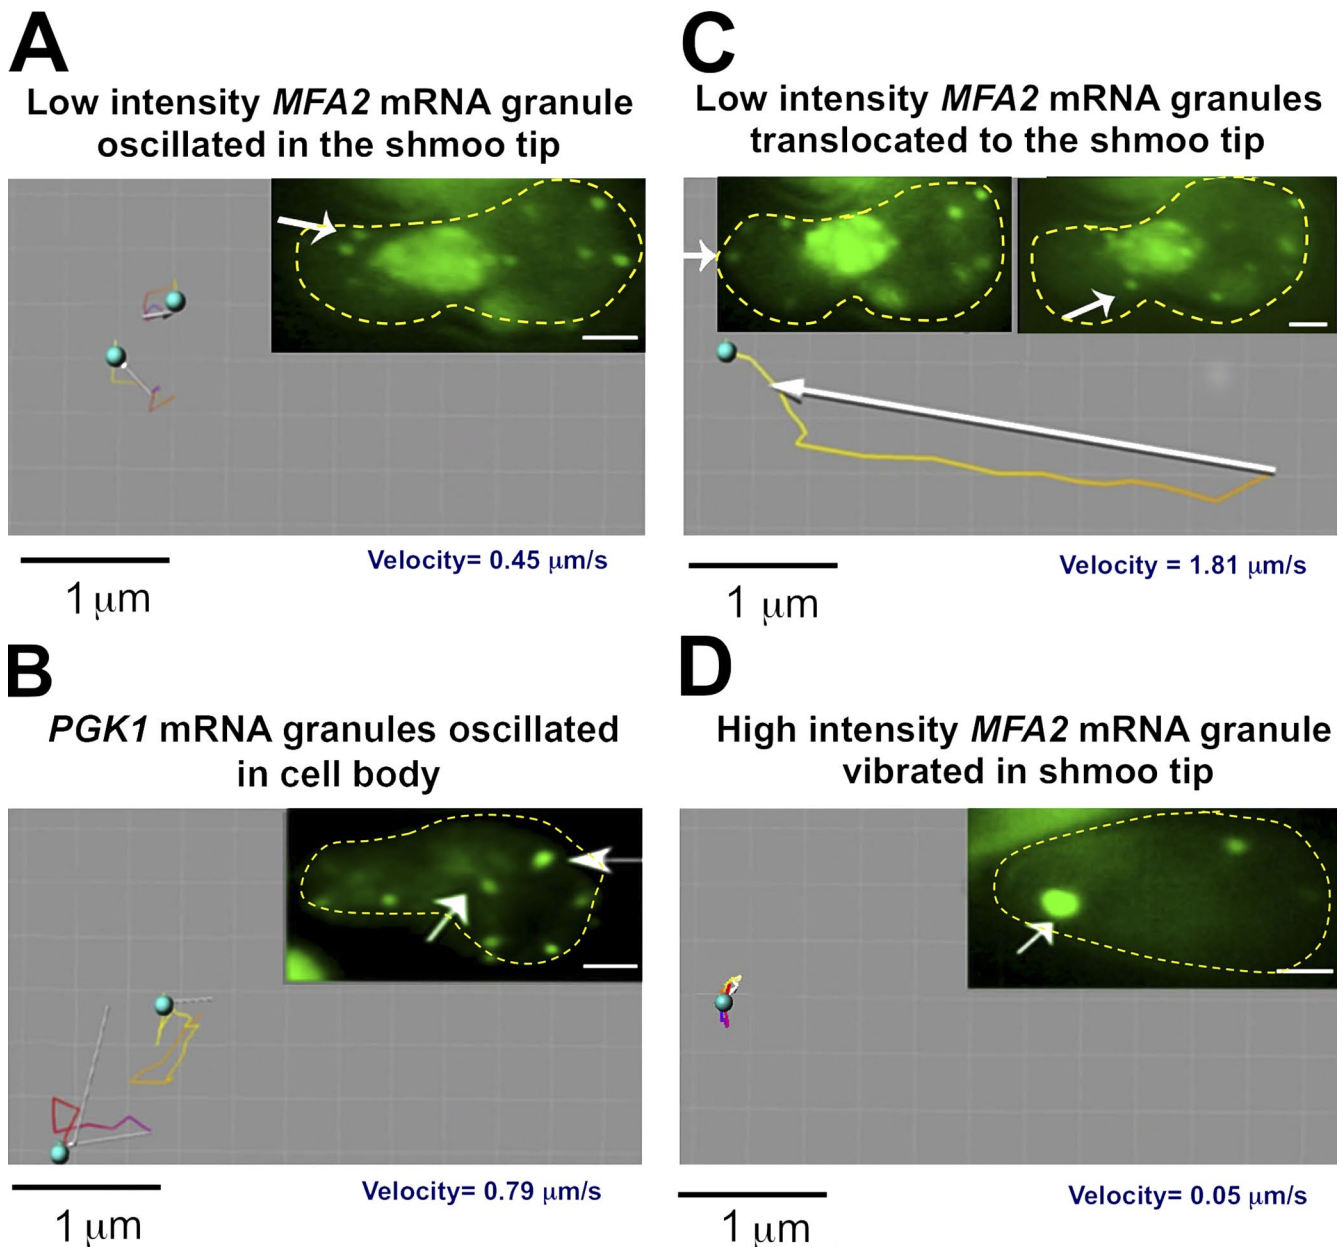 A
Low intensity MFA2 mRNA granule
oscillated in the shmoo tip
Velocity= 0.45 μm/s
1 μm
C
Low intensity MFA2 mRNA granules
translocated to the shmoo tip
Velocity = 1.81 μm/s
1 μm
B
PGK1 mRNA granules oscillated
in cell body
Velocity= 0.79 μm/s
1 μm
D
High intensity MFA2 mRNA granule
vibrated in shmoo tip
Velocity= 0.05 μm/s
1 μm